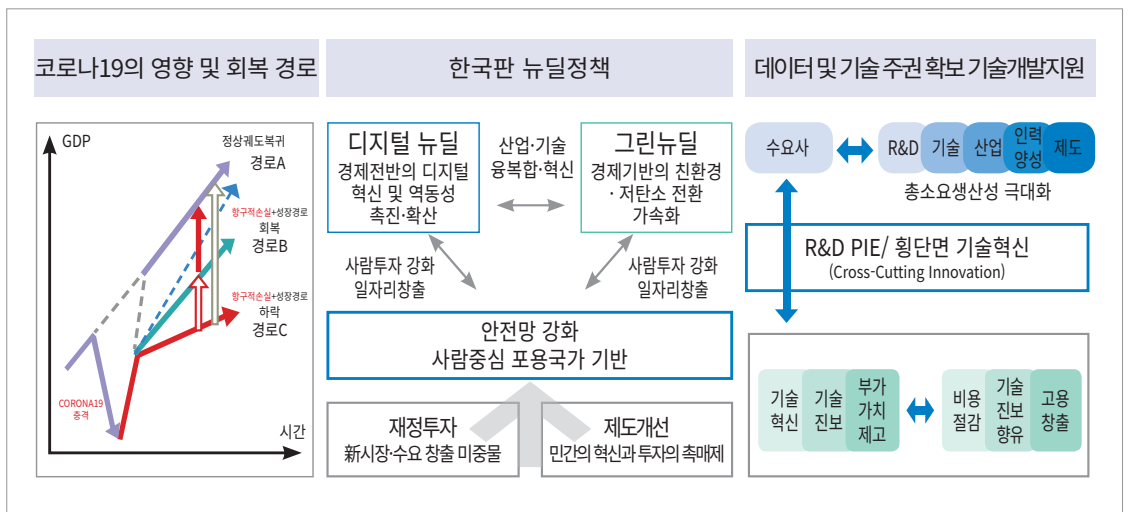 코로나19의 영향 및 회복 경로
GDP
정상궤도복귀
경로A
항구적손실+성장경로
회복
경로B
항구적손실+성장경로
하락
경로C
CORONA19
충격
시간
한국판 뉴딜정책
디지털 뉴딜
경제전반의 디지털
혁신 및 역동성
촉진·확산
산업·기술
융복합·혁신
그린뉴딜
경제기반의 친환경
· 저탄소 전환
가속화
사람투자 강화
일자리창출
사람투자 강화
일자리창출
안전망 강화
사람중심 포용국가 기반
재정투자
新시장·수요 창출 미중물
제도개선
민간의 혁신과 투자의 촉매제
데이터 및 기술 주권 확보 기술개발지원
수요사
R&D
기술
산업
인력
양성
제도
총소요생산성 극대화
R&D PIE/ 횡단면 기술혁신
(Cross-Cutting Innovation)
기술
혁신
기술
진보
부가
가치
제고
비용
절감
기술
진보
향유
고용
창출